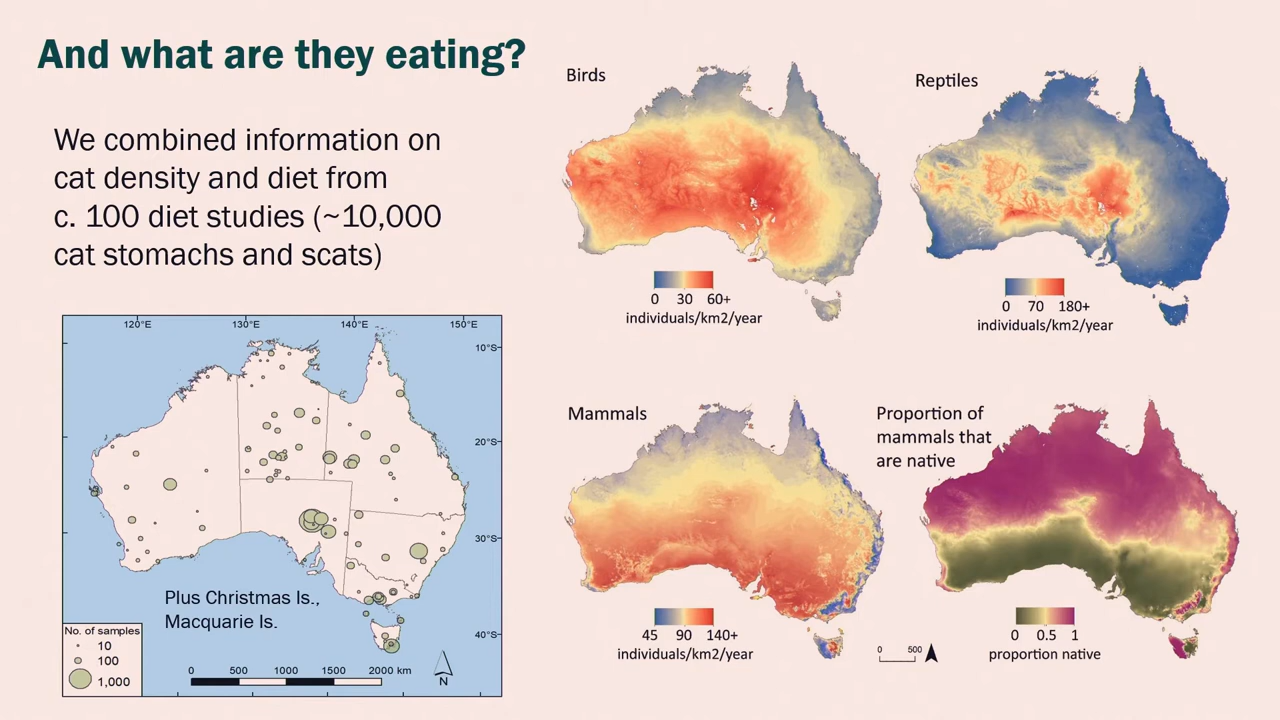 And what are they eating?
We combined information on
cat density and diet from
c. 100 diet studies (~10,000
cat stomachs and scats)
120°E 130°E 140°E 150°E
10°S
20°S
30°S
40°S
Plus Christmas Is.,
Macquarie Is.
No. of samples
10
100
1,000
0 500 1000 1500 2000 km
N
Birds
0 30 60+
individuals/km2/year
Reptiles
0 70 180+
individuals/km2/year
Mammals
45 90 140+
individuals/km2/year
Proportion of
mammals that
are native
0 0.5 1
proportion native
0 500